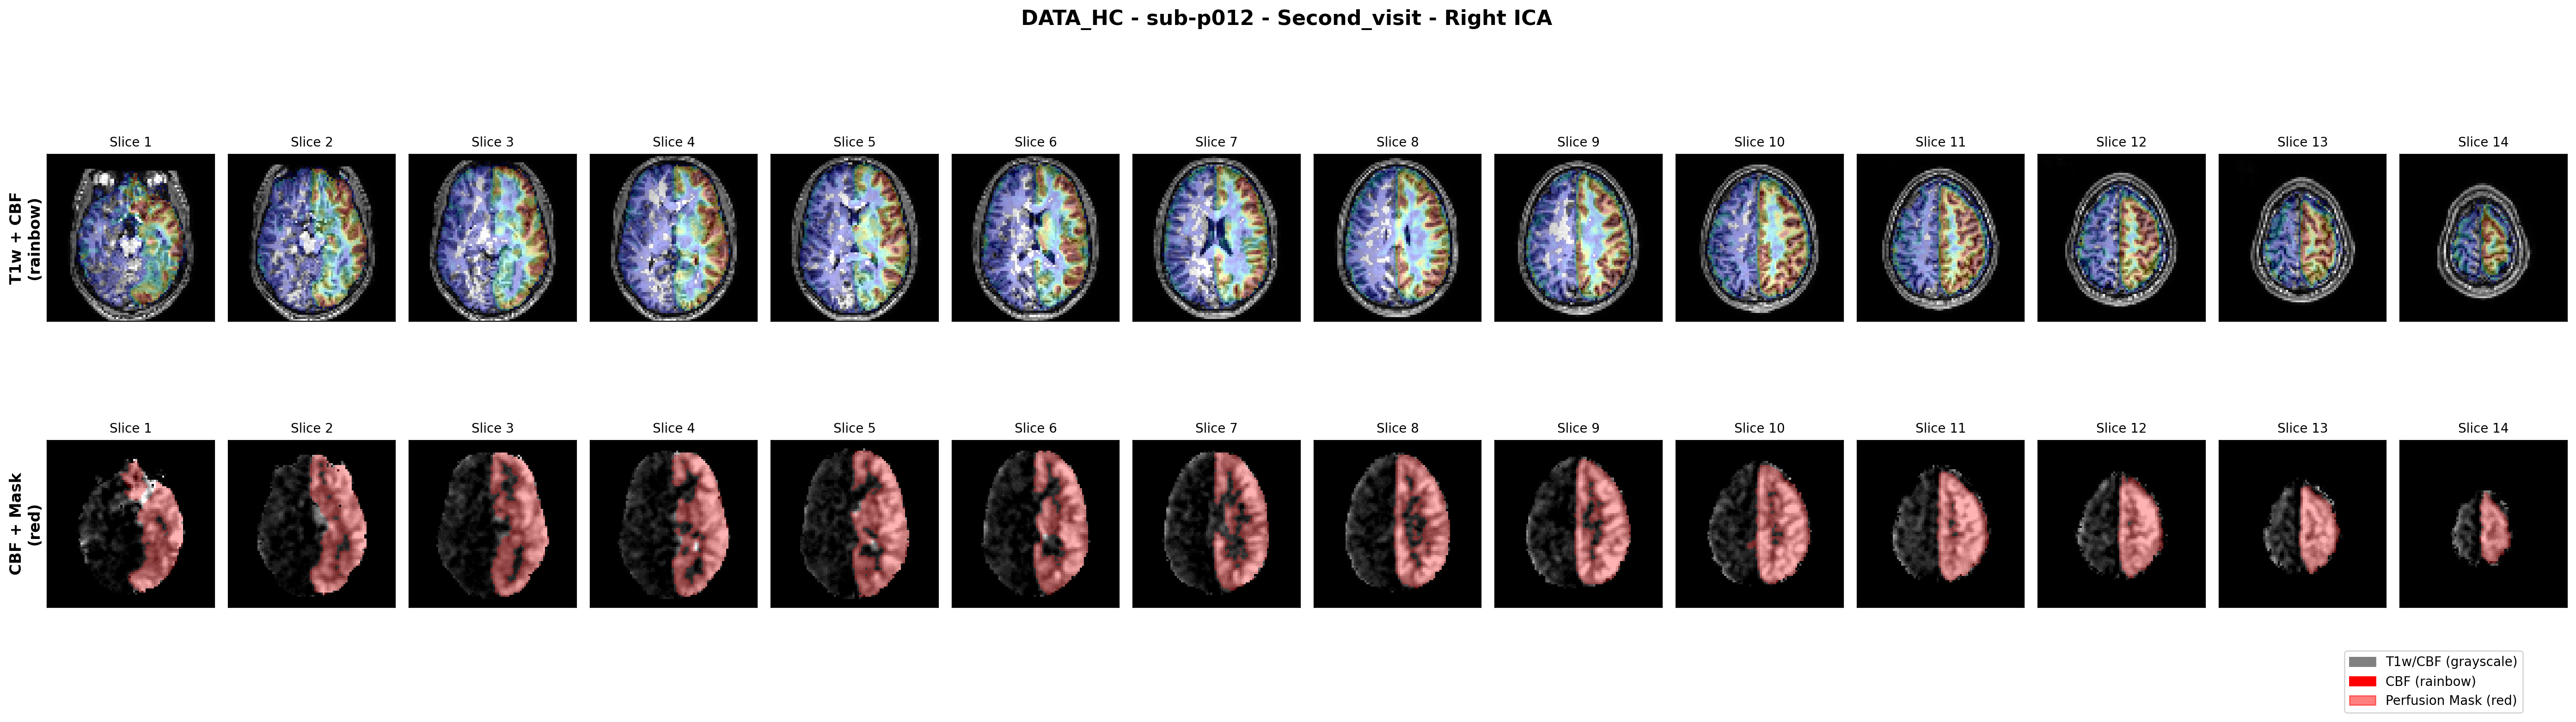 DATA_HC - sub-p012 - Second_visit - Right ICA
T1w + CBF
(rainbow)
Slice 1
Slice 2
Slice 3
Slice 4
Slice 5
Slice 6
Slice 7
Slice 8
Slice 9
Slice 10
Slice 11
Slice 12
Slice 13
Slice 14
CBF + Mask
(red)
Slice 1
Slice 2
Slice 3
Slice 4
Slice 5
Slice 6
Slice 7
Slice 8
Slice 9
Slice 10
Slice 11
Slice 12
Slice 13
Slice 14
T1w/CBF (grayscale)
CBF (rainbow)
Perfusion Mask (red)